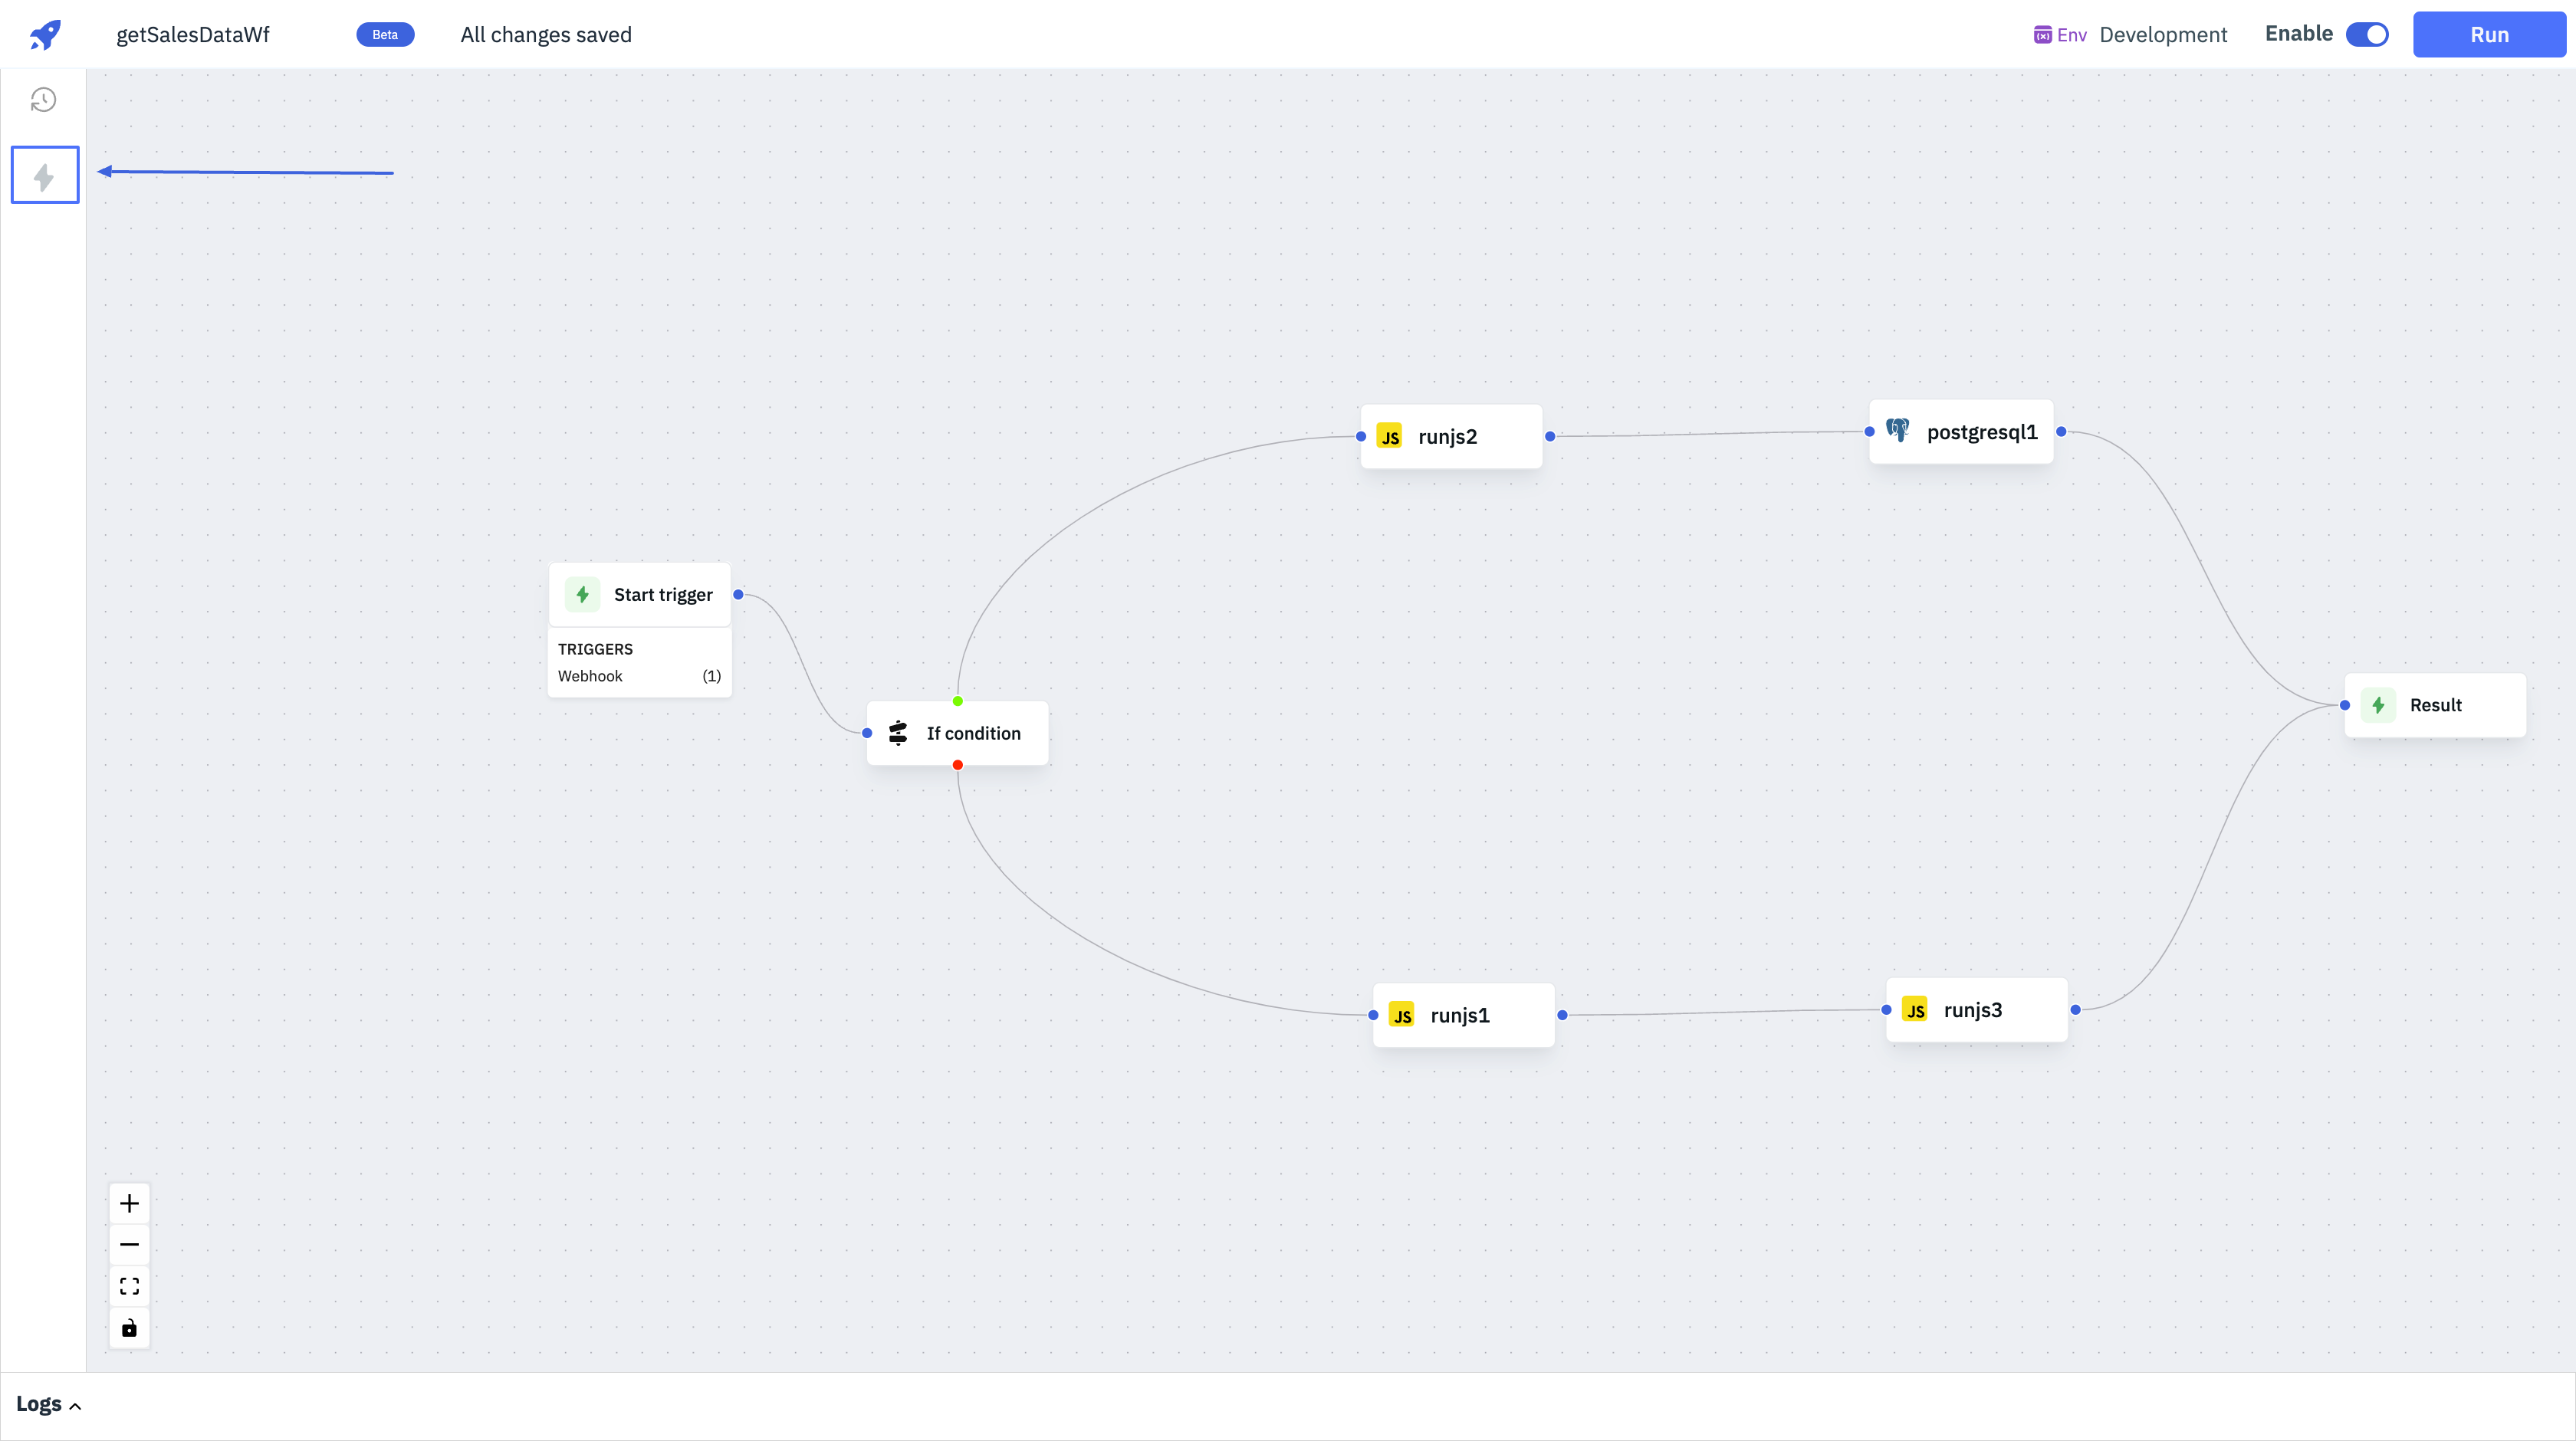 getSalesDataWf
Beta
All changes saved
Env
Development
Enable
Run
JS runjs2
postgresql1
Start trigger
TRIGGERS
Webhook (1)
If condition
Result
JS runjs1
JS runjs3
Logs